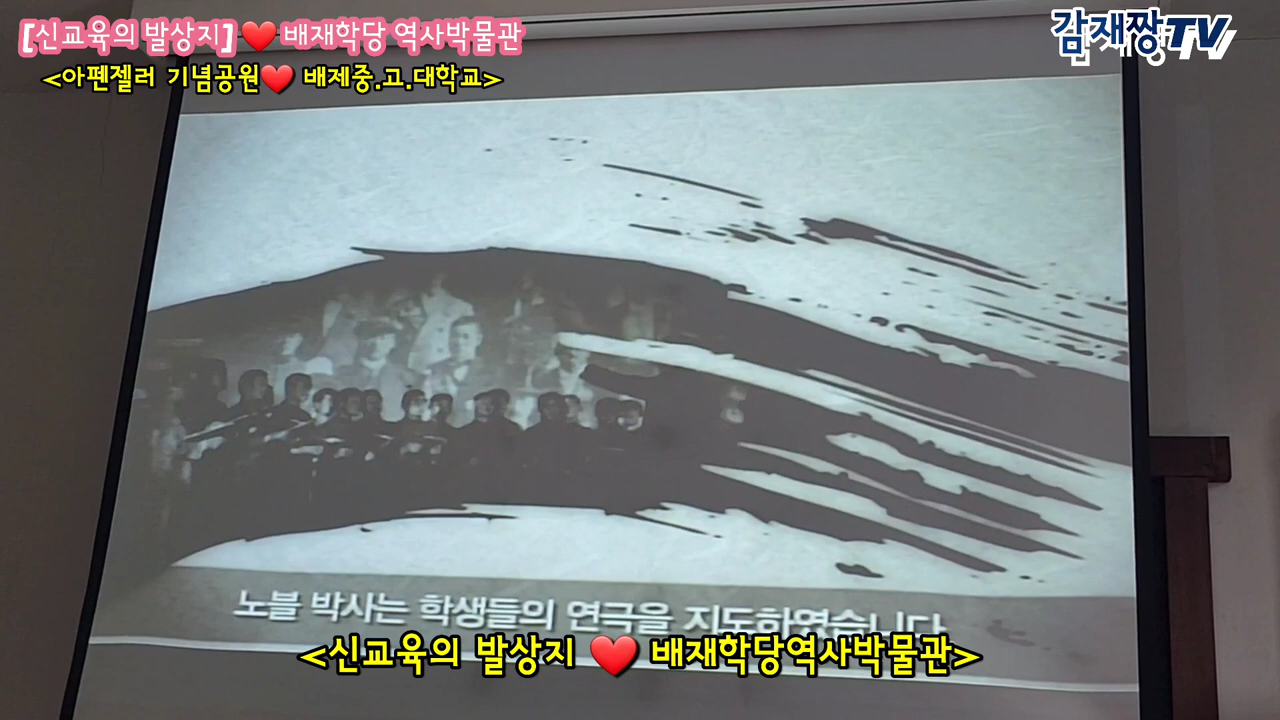 [신교육의 발상지]❤️배재학당 역사박물관
<아펜젤러 기념공원❤️ 배제중.고.대학교>
감재짱TV
노블 박사는 학생들의 연극을 지도하였습니다
<신교육의 발상지 ❤️ 배재학당역사박물관>